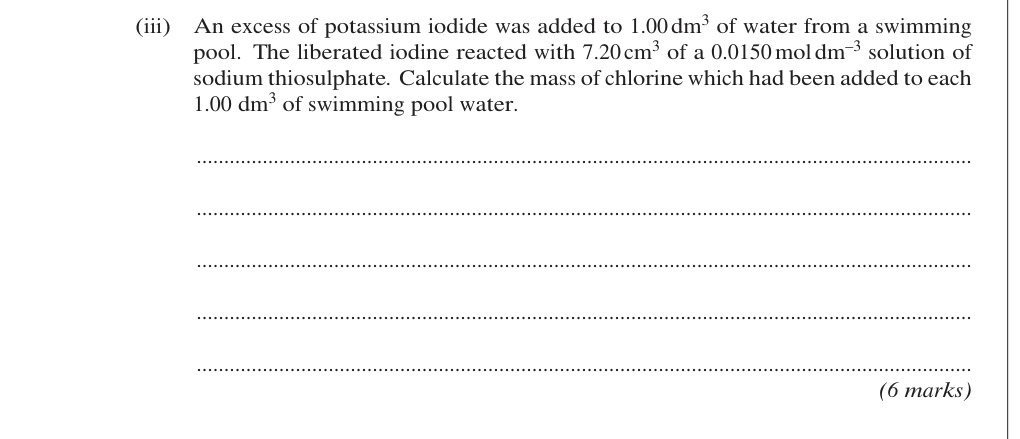 (iii) An excess of potassium iodide was added to 1.00 dm³ of water from a swimming
pool. The liberated iodine reacted with 7.20 cm³ of a 0.0150 mol dm⁻³ solution of
sodium thiosulphate. Calculate the mass of chlorine which had been added to each
1.00 dm³ of swimming pool water.
(6 marks)